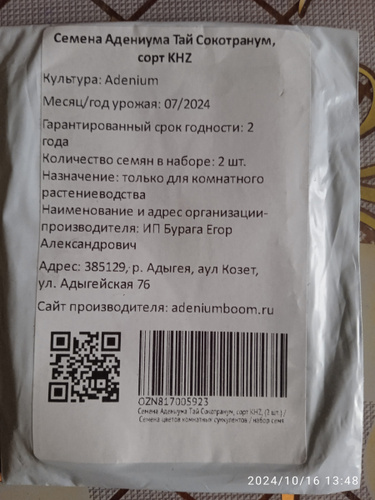 Семена Адениума Тай Сокотранум,
сорт KHZ
Культура: Adenium
Месяц/год урожая: 07/2024
Гарантированный срок годности: 2
года
Количество семян в наборе: 2 шт.
Назначение: только для комнатного
растениеводства
Наименование и адрес организации-
производителя: ИП Бурага Егор
Александрович
Адрес: 385129, р. Адыгея, аул Козет,
ул. Адыгейская 76
Сайт производителя: adeniumboom.ru
OZN817005923
Семена Адениума Тай Сокотранум, сорт KHZ, шт.) /
Семена цветов комнатных суккулентов / набор семя
2024/10/16 13:48